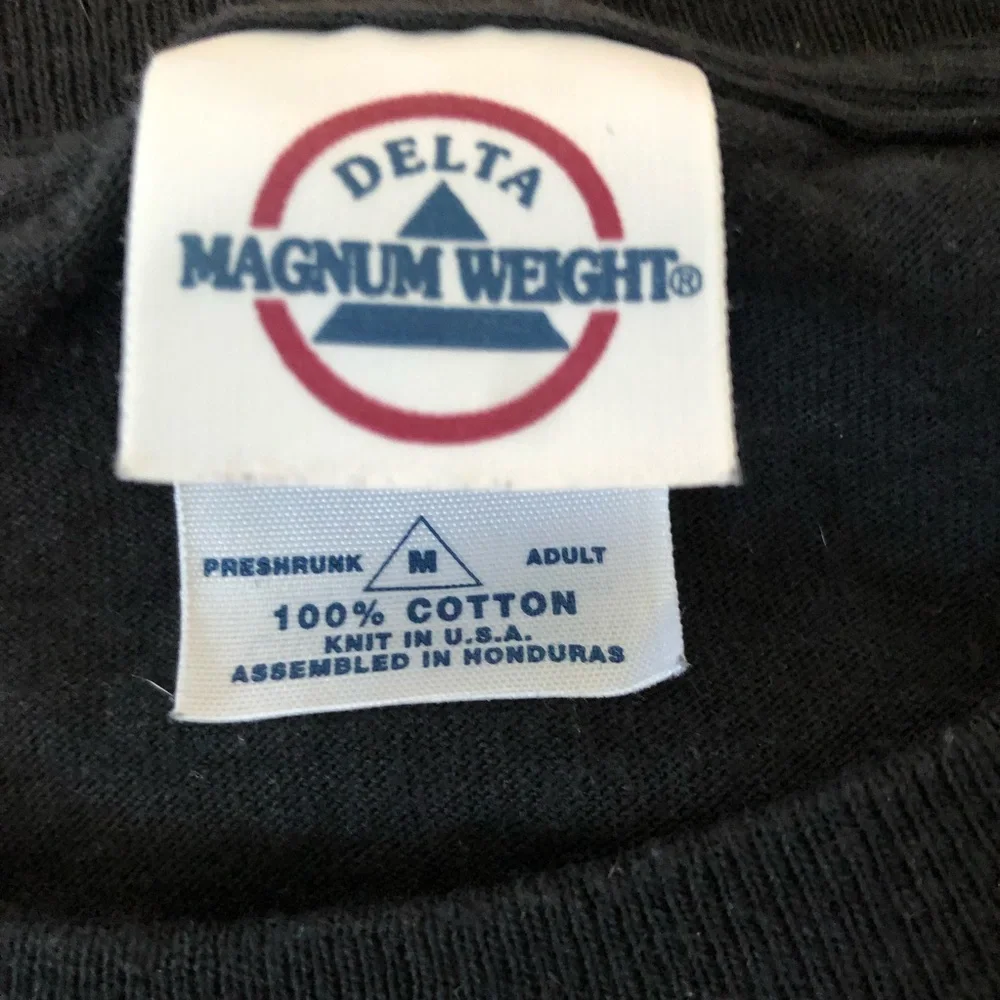 DELTA
MAGNUM WEIGHT®
PRESHRUNK M ADULT
100% COTTON
KNIT IN U.S.A.
ASSEMBLED IN HONDURAS